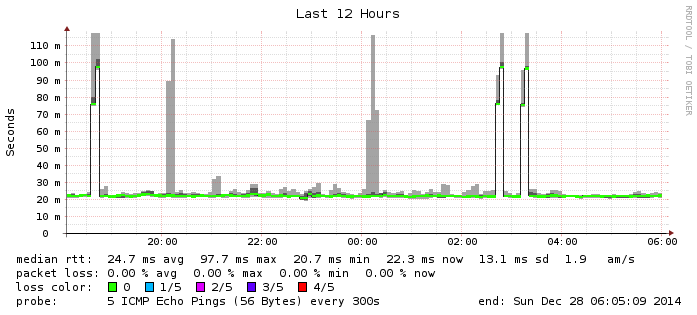 Last 12 Hours
RRDTOOL / TOBI OETIKER
Seconds
110 m
100 m
90 m
80 m
70 m
60 m
50 m
40 m
30 m
20 m
10 m
0
20:00 22:00 00:00 02:00 04:00 06:00
median rtt: 24.7 ms avg 97.7 ms max 20.7 ms min 22.3 ms now 13.1 ms sd 1.9 am/s
packet loss: 0.00 % avg 0.00 % max 0.00 % min 0.00 % now
loss color: 0 1/5 2/5 3/5 4/5
probe: 5 ICMP Echo Pings (56 Bytes) every 300s end: Sun Dec 28 06:05:09 2014